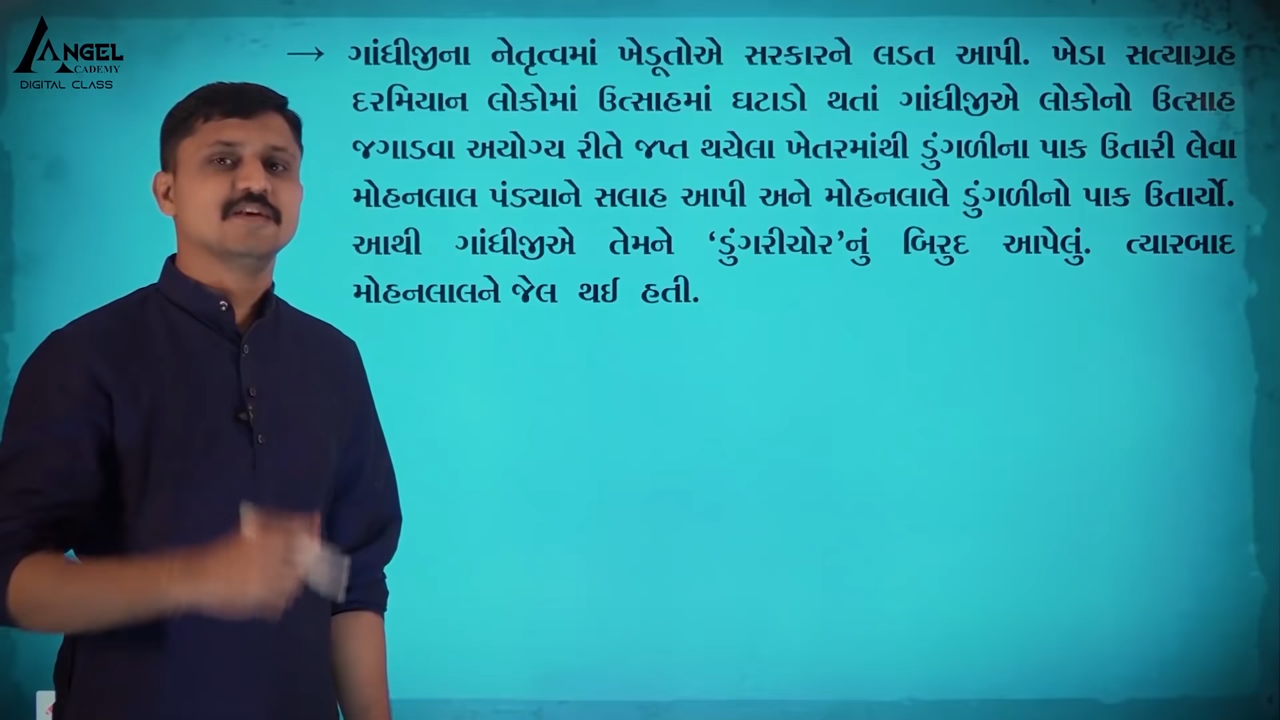 ANGEL
ACADEMY
DIGITAL CLASS
→ ગાંધીજીના નેતૃત્વમાં ખેડૂતોએ સરકારને લડત આપી. ખેડા સત્યાગ્રહ
દરમિયાન લોકોમાં ઉત્સાહમાં ઘટાડો થતાં ગાંધીજીએ લોકોનો ઉત્સાહ
જગાડવા અયોગ્ય રીતે જપ્ત થયેલા ખેતરમાંથી ડુંગળીના પાક ઉતારી લેવા
મોહનલાલ પંડ્યાને સલાહ આપી અને મોહનલાલે ડુંગળીનો પાક ઉતાર્યો.
આથી ગાંધીજીએ તેમને ‘ડુંગરીચોર’નું બિરુદ આપેલું. ત્યારબાદ
મોહનલાલને જેલ થઈ હતી.